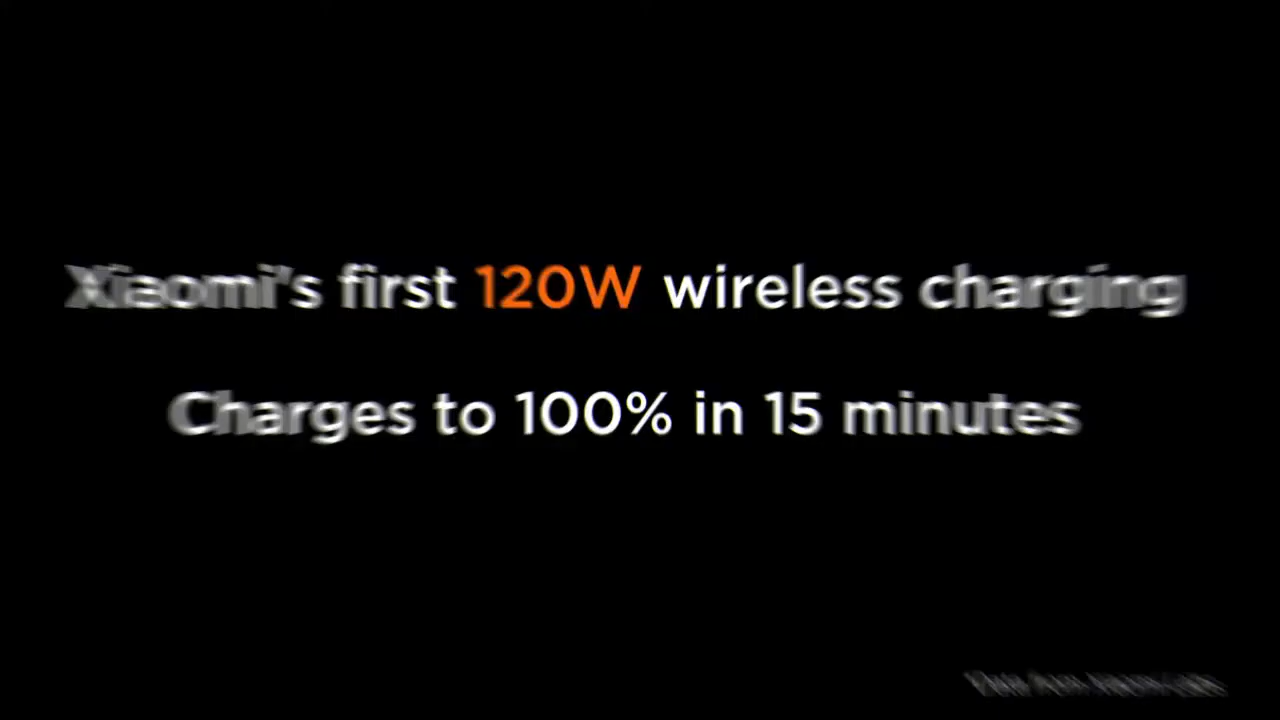 Xiaomi's first 120W wireless charging
Charges to 100% in 15 minutes